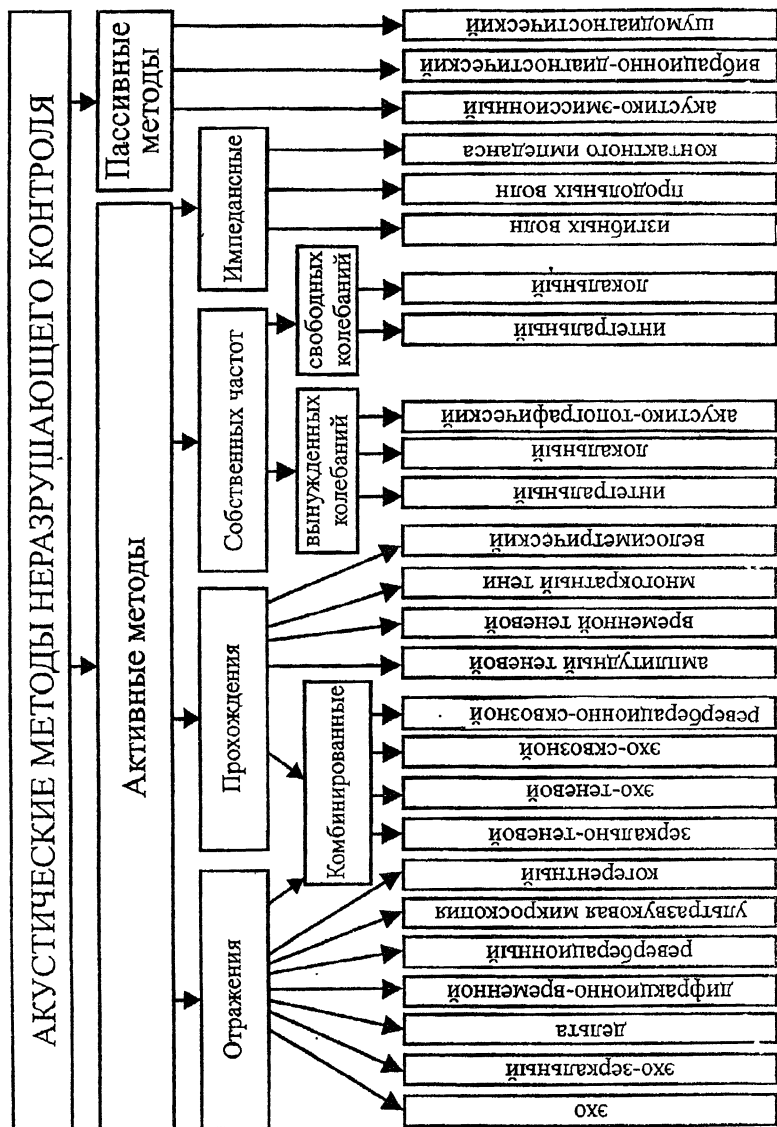 АКУСТИЧЕСКИЕ МЕТОДЫ НЕРАЗРУШАЮЩЕГО КОНТРОЛЯ
Активные методы
Пассивные
методы
Отражения
Прохождения
Собственных частот
Импедансные
Комбинированные
вынужденных
колебаний
свободных
колебаний
эхо
эхо-зеркальный
дельта
дифракционно-временной
реверберационный
ультразвуковая микроскопия
когерентный
зеркально-теневой
эхо-теневой
эхо-сквозной
реверберационно-сквозной
амплитудный теневой
временной теневой
многократный тени
велосиметрический
интегральный
локальный
акустико-топографический
интегральный
локальный
изгибных волн
продольных волн
контактного импеданса
акустико-эмиссионный
вибрационно-диагностический
шумодиагностический